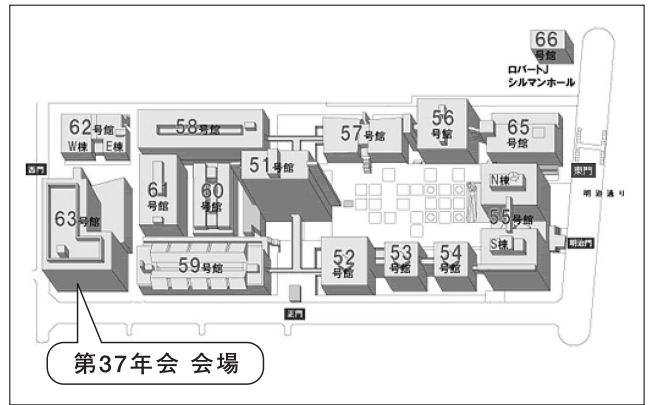 66
号館
ロバートJ
シルマンホール
62号館
W棟 E棟
58号館
57号館
56
号館
65
号館
51
号館
61
号館
60
号館
西門
東門
N棟
明治通り
63号館
55号館
S棟
明治門
59号館
52
号館
53
号館
54
号館
正門
第37年会 会場